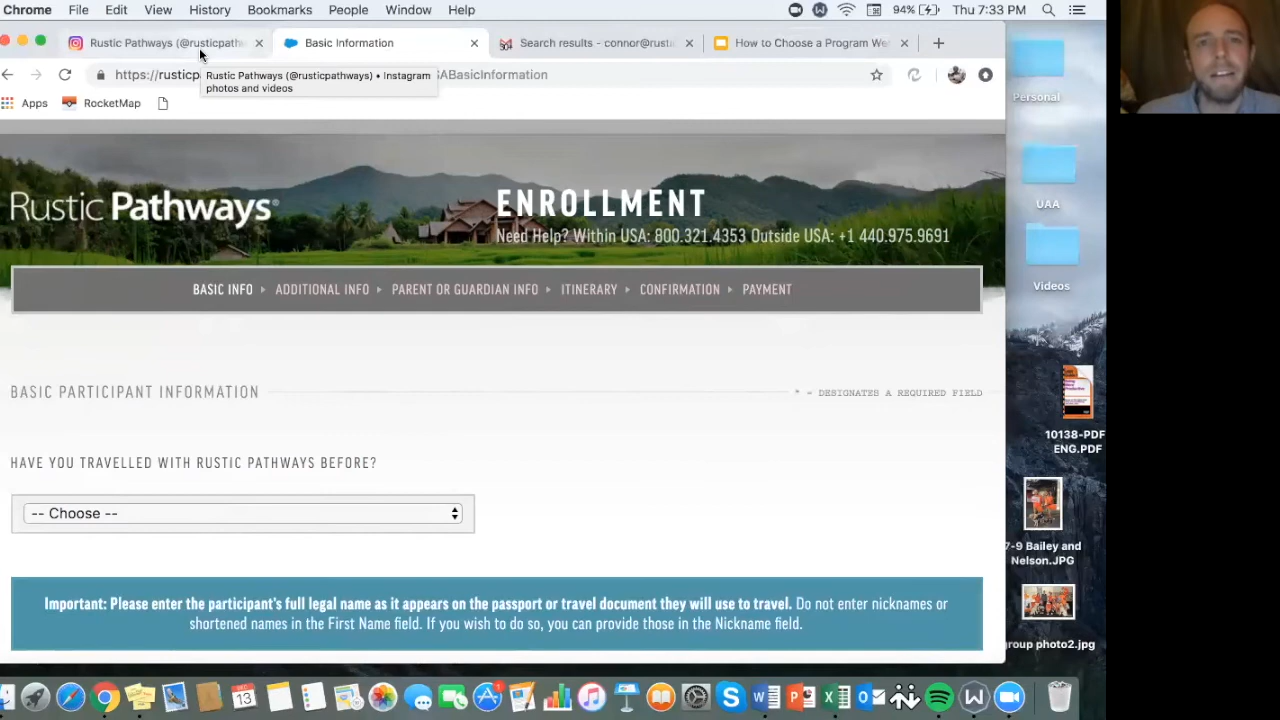 Chrome File Edit View History Bookmarks People Window Help 94% Thu 7:33 PM
Rustic Pathways (@rusticpath
Basic Information
Search results - connor@rusti
How to Choose a Program We
https://rusticp
ABasicInformation
Rustic Pathways (@rusticpathways) • Instagram
photos and videos
Apps RocketMap
Personal
UAA
Videos
10138-PDF
ENG.PDF
7-9 Bailey and
Nelson.JPG
group photo2.jpg
Rustic Pathways®
ENROLLMENT
Need Help? Within USA: 800.321.4353 Outside USA: +1 440.975.9691
BASIC INFO ADDITIONAL INFO PARENT OR GUARDIAN INFO ITINERARY CONFIRMATION PAYMENT
BASIC PARTICIPANT INFORMATION
* = DESIGNATES A REQUIRED FIELD
HAVE YOU TRAVELLED WITH RUSTIC PATHWAYS BEFORE?
-- Choose --
Important: Please enter the participant's full legal name as it appears on the passport or travel document they will use to travel. Do not enter nicknames or
shortened names in the First Name field. If you wish to do so, you can provide those in the Nickname field.
DEC
13